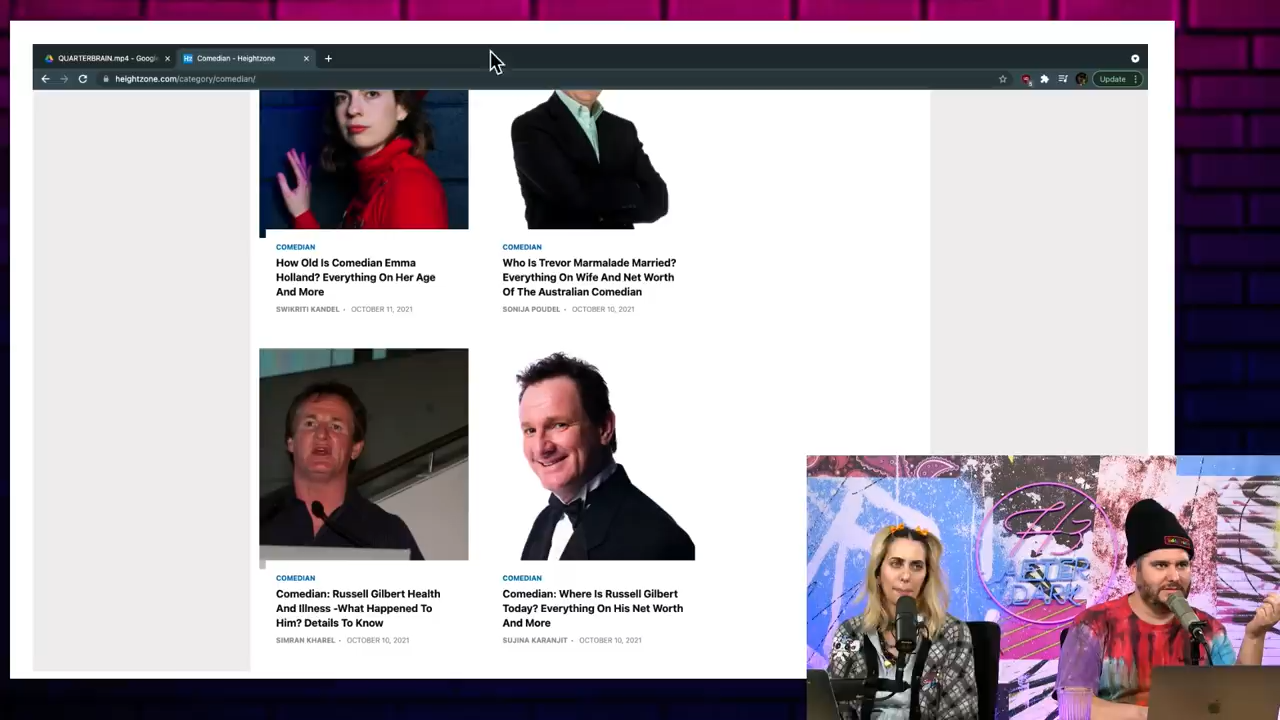 QUARTERBRAIN.mp4 - Google
Comedian - Heightzone
heightzone.com/category/comedian/
Update
COMEDIAN
How Old Is Comedian Emma
Holland? Everything On Her Age
And More
SWIKRITI KANDEL • OCTOBER 11, 2021
COMEDIAN
Who Is Trevor Marmalade Married?
Everything On Wife And Net Worth
Of The Australian Comedian
SONIJA POUDEL • OCTOBER 10, 2021
COMEDIAN
Comedian: Russell Gilbert Health
And Illness -What Happened To
Him? Details To Know
SIMRAN KHAREL • OCTOBER 10, 2021
COMEDIAN
Comedian: Where Is Russell Gilbert
Today? Everything On His Net Worth
And More
SUJINA KARANJIT • OCTOBER 10, 2021
H3
AFTER
DARK